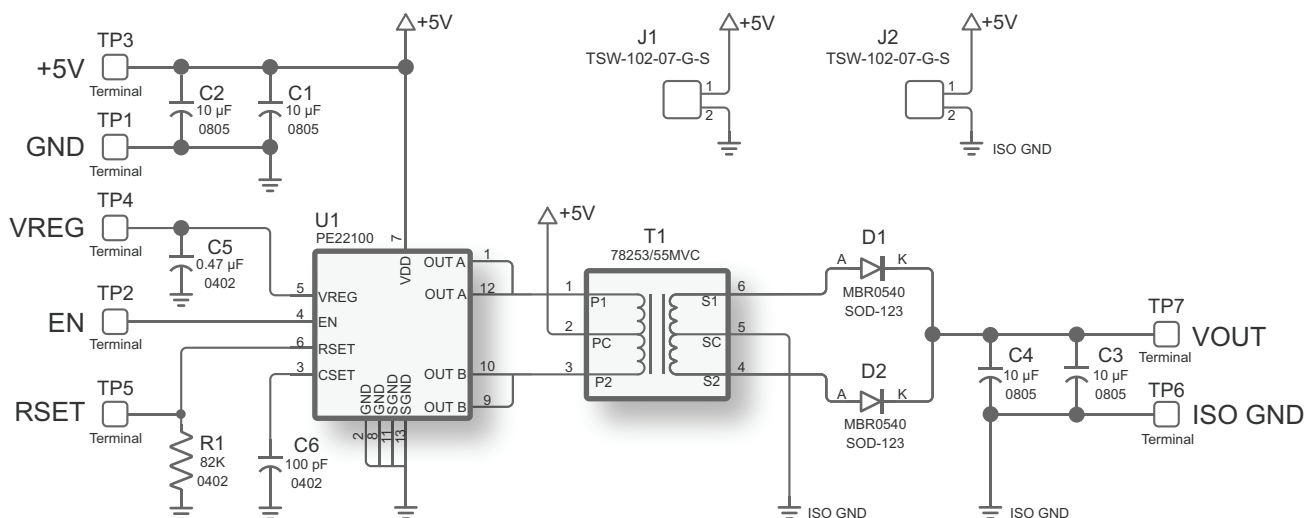 +5V
TP3
+5V
Terminal
C2
10 µF
0805
C1
10 µF
0805
TP1
GND
Terminal
J1
TSW-102-07-G-S
+5V
1
2
J2
TSW-102-07-G-S
+5V
1
2
ISO GND
TP4
VREG
Terminal
C5
0.47 µF
0402
TP2
EN
Terminal
TP5
RSET
Terminal
R1
82K
0402
C6
100 pF
0402
U1
PE22100
7
VDD
5
VREG
4
EN
6
RSET
3
CSET
OUT A
1
OUT A
12
OUT B
10
OUT B
9
GND
GND
SGND
SGND
2
8
11
13
+5V
T1
78253/55MVC
1
P1
2
PC
3
P2
S1
6
SC
5
S2
4
ISO GND
D1
A
K
MBR0540
SOD-123
D2
A
K
MBR0540
SOD-123
C4
10 µF
0805
C3
10 µF
0805
TP7
VOUT
Terminal
TP6
ISO GND
Terminal
ISO GND